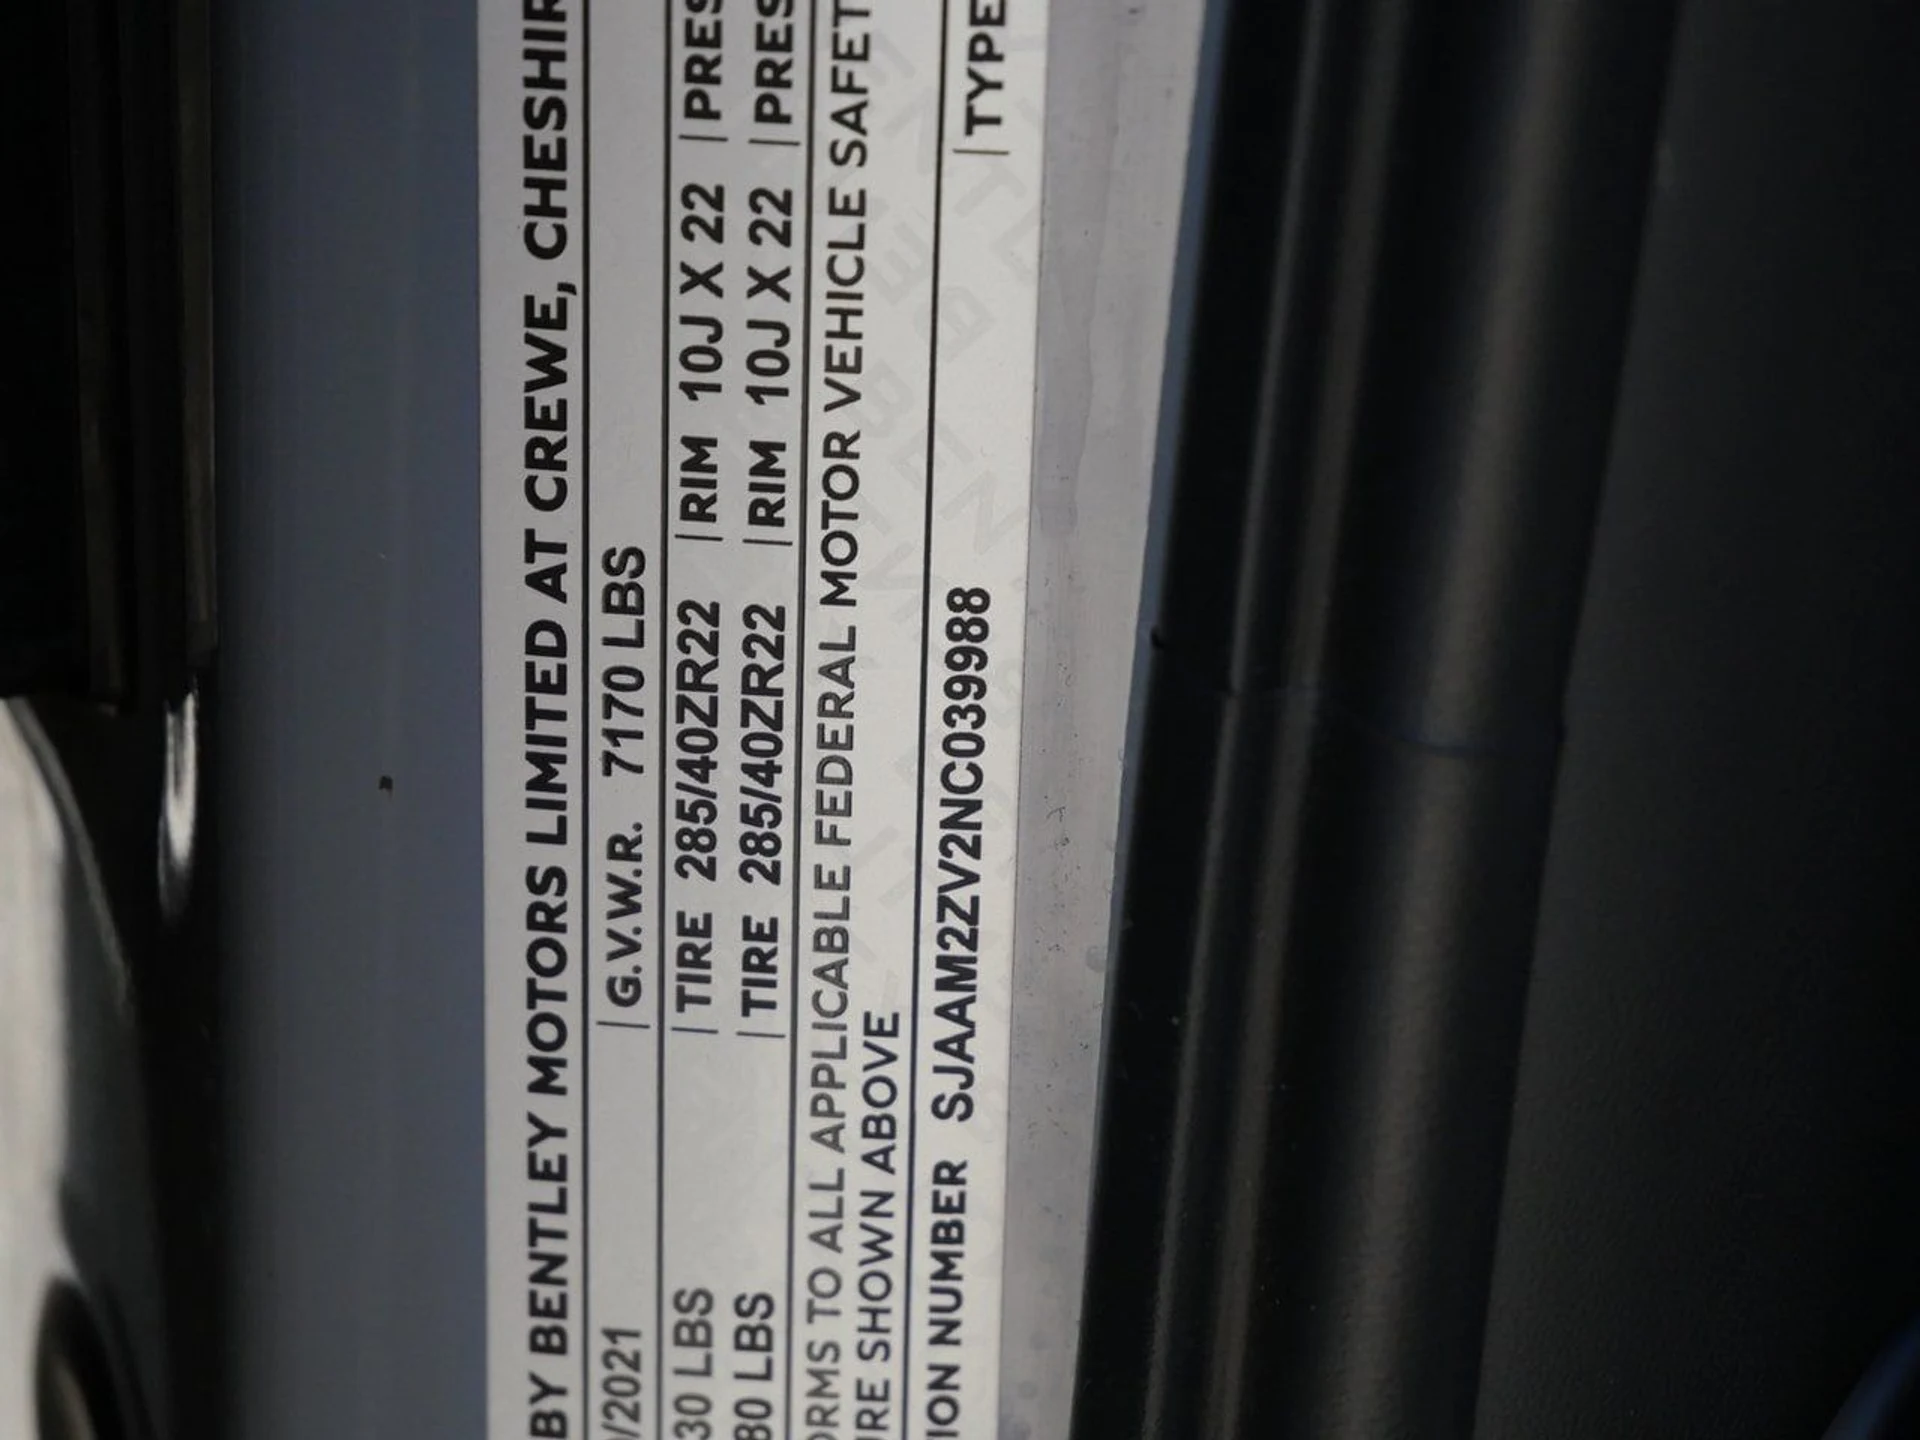 BY BENTLEY MOTORS LIMITED AT CREWE, CHESHIR
/2021 | G.V.W.R. 7170 LBS
30 LBS | TIRE 285/40ZR22 | RIM 10J X 22 | PRES
80 LBS | TIRE 285/40ZR22 | RIM 10J X 22 | PRES
ORMS TO ALL APPLICABLE FEDERAL MOTOR VEHICLE SAFET
RE SHOWN ABOVE
ION NUMBER SJAAM2ZV2NC039988 | TYPE